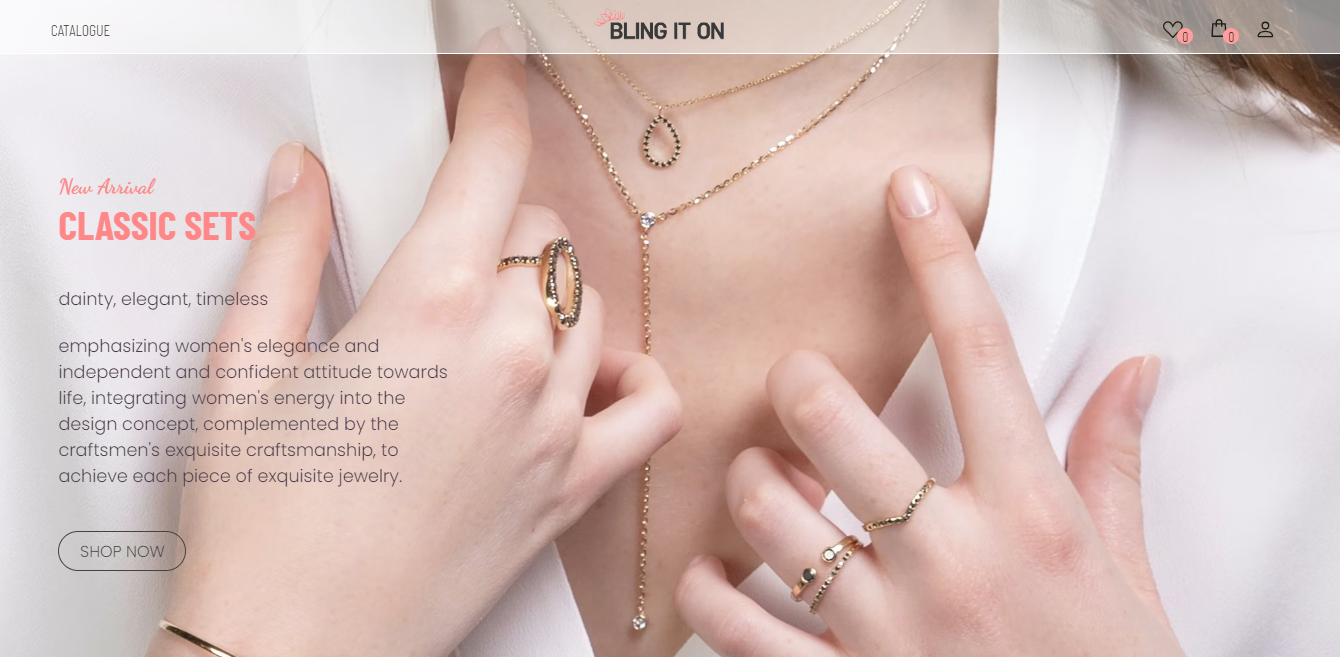 CATALOGUE
BLING IT ON
0
0
New Arrival
CLASSIC SETS
dainty, elegant, timeless
emphasizing women's elegance and
independent and confident attitude towards
life, integrating women's energy into the
design concept, complemented by the
craftsmen's exquisite craftsmanship, to
achieve each piece of exquisite jewelry.
SHOP NOW